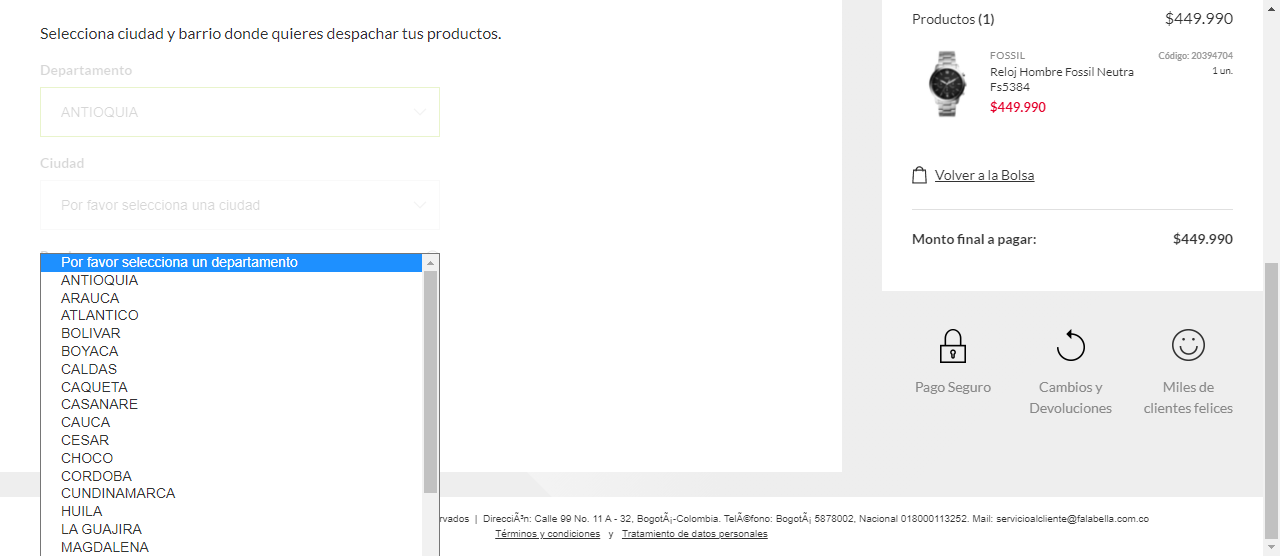 Selecciona ciudad y barrio donde quieres despachar tus productos.
Departamento
ANTIOQUIA
Ciudad
Por favor selecciona una ciudad
Por favor selecciona un departamento
ANTIOQUIA
ARAUCA
ATLANTICO
BOLIVAR
BOYACA
CALDAS
CAQUETA
CASANARE
CAUCA
CESAR
CHOCO
CORDOBA
CUNDINAMARCA
HUILA
LA GUAJIRA
MAGDALENA
Productos (1) $449.990
FOSSIL Código: 20394704
Reloj Hombre Fossil Neutra 1 un.
Fs5384
$449.990
Volver a la Bolsa
Monto final a pagar: $449.990
Pago Seguro
Cambios y
Devoluciones
Miles de
clientes felices
rvados | DirecciÃ³n: Calle 99 No. 11 A - 32, BogotÃ¡-Colombia. TelÃ©fono: BogotÃ¡ 5878002, Nacional 018000113252. Mail: servicioalcliente@falabella.com.co
Términos y condiciones y Tratamiento de datos personales